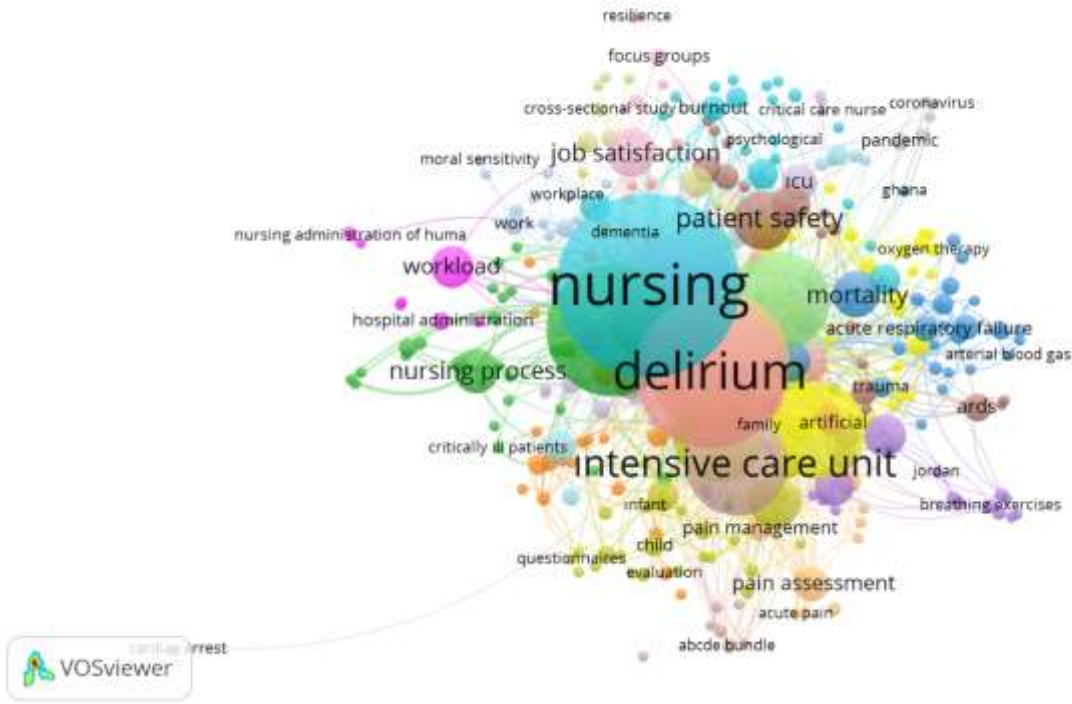 resilience
focus groups
cross-sectional study
burnout
critical care nurse
coronavirus
psychological
pandemic
job satisfaction
moral sensitivity
icu
workplace
ghana
work
patient safety
dementia
nursing administration of huma
oxygen therapy
workload
nursing
mortality
hospital administration
acute respiratory failure
arterial blood gas
nursing process
delirium
trauma
ards
family
artificial
critically ill patients
intensive care unit
jordan
infant
breathing exercises
pain management
child
questionnaires
evaluation
pain assessment
acute pain
abcde bundle
cardiac arrest
VOSviewer